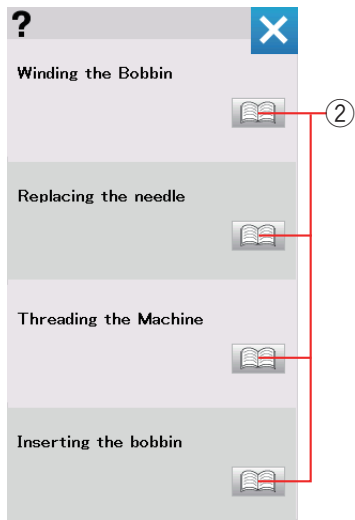 ?
Winding the Bobbin
②
Replacing the needle
Threading the Machine
Inserting the bobbin